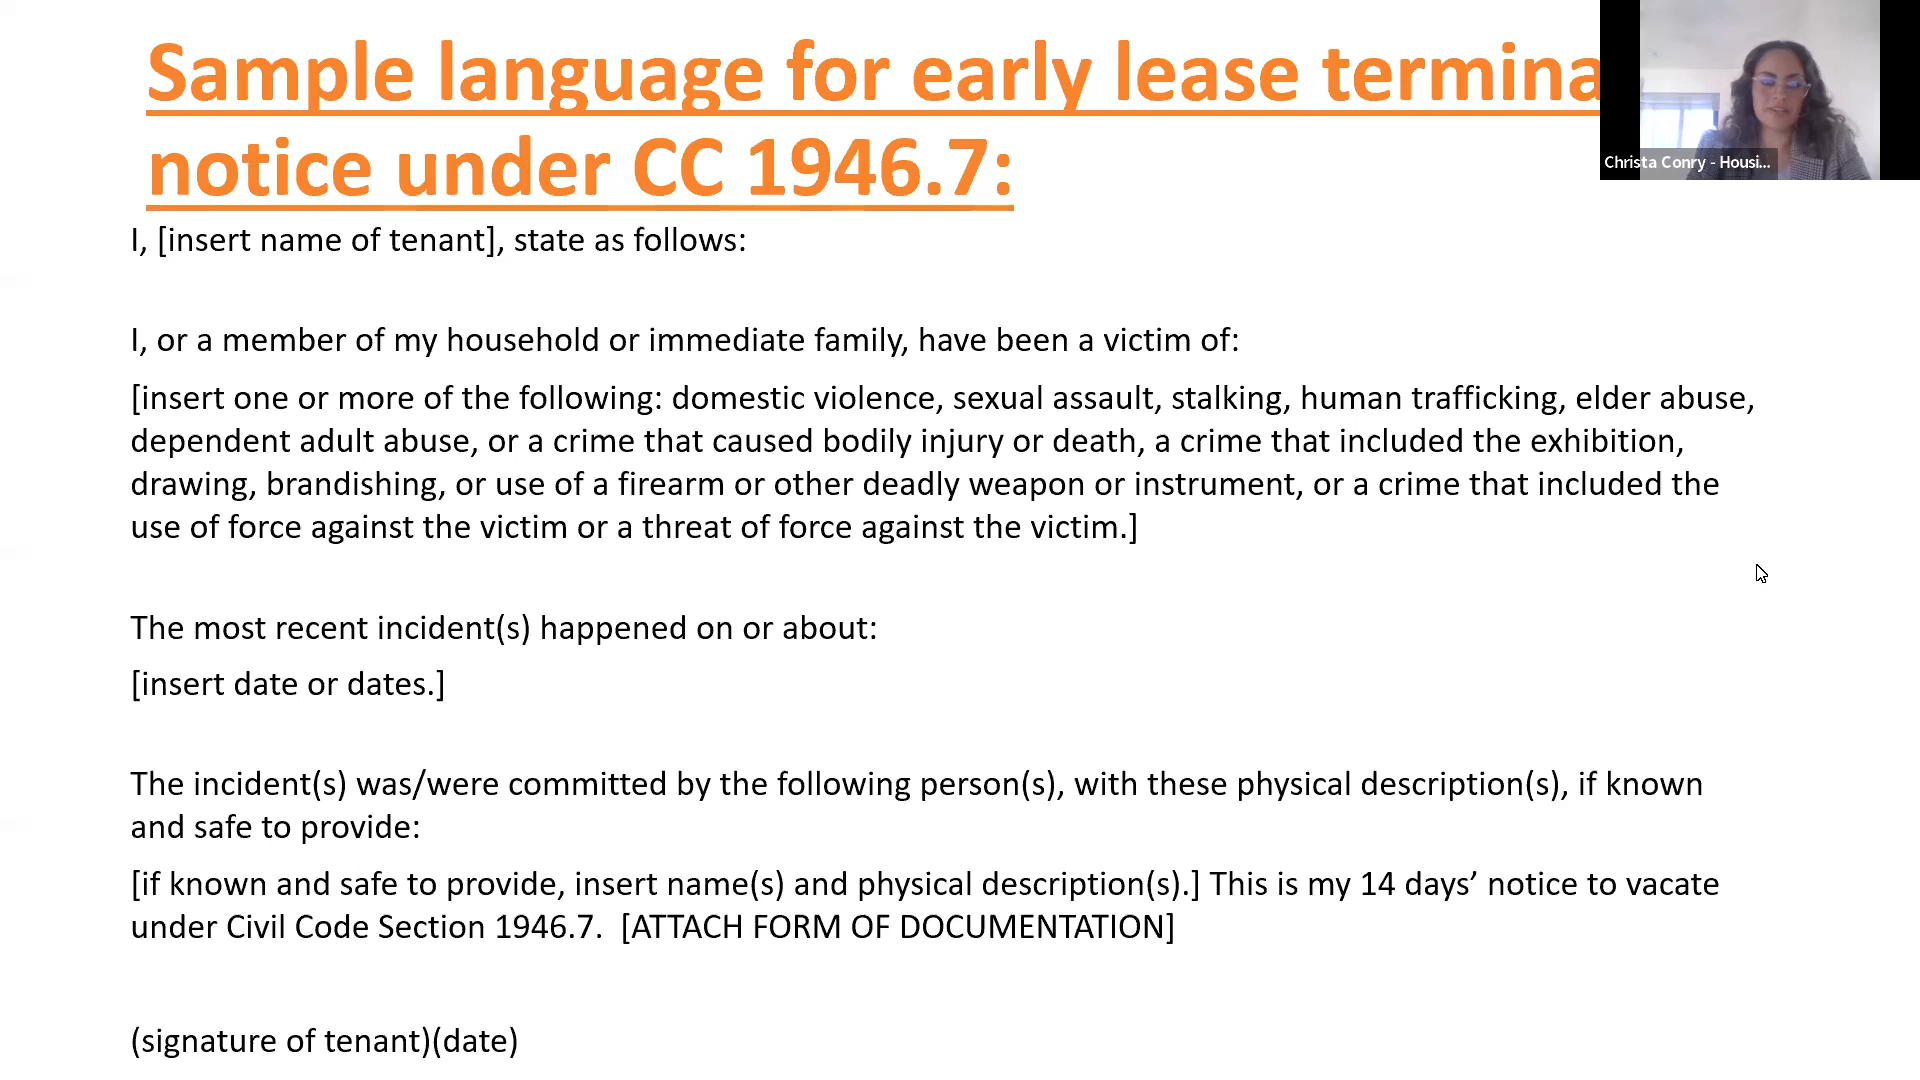 Sample language for early lease termina
notice under CC 1946.7:
Christa Conry - Housi...
I, [insert name of tenant], state as follows:
I, or a member of my household or immediate family, have been a victim of:
[insert one or more of the following: domestic violence, sexual assault, stalking, human trafficking, elder abuse,
dependent adult abuse, or a crime that caused bodily injury or death, a crime that included the exhibition,
drawing, brandishing, or use of a firearm or other deadly weapon or instrument, or a crime that included the
use of force against the victim or a threat of force against the victim.]
The most recent incident(s) happened on or about:
[insert date or dates.]
The incident(s) was/were committed by the following person(s), with these physical description(s), if known
and safe to provide:
[if known and safe to provide, insert name(s) and physical description(s).] This is my 14 days’ notice to vacate
under Civil Code Section 1946.7.  [ATTACH FORM OF DOCUMENTATION]
(signature of tenant)(date)